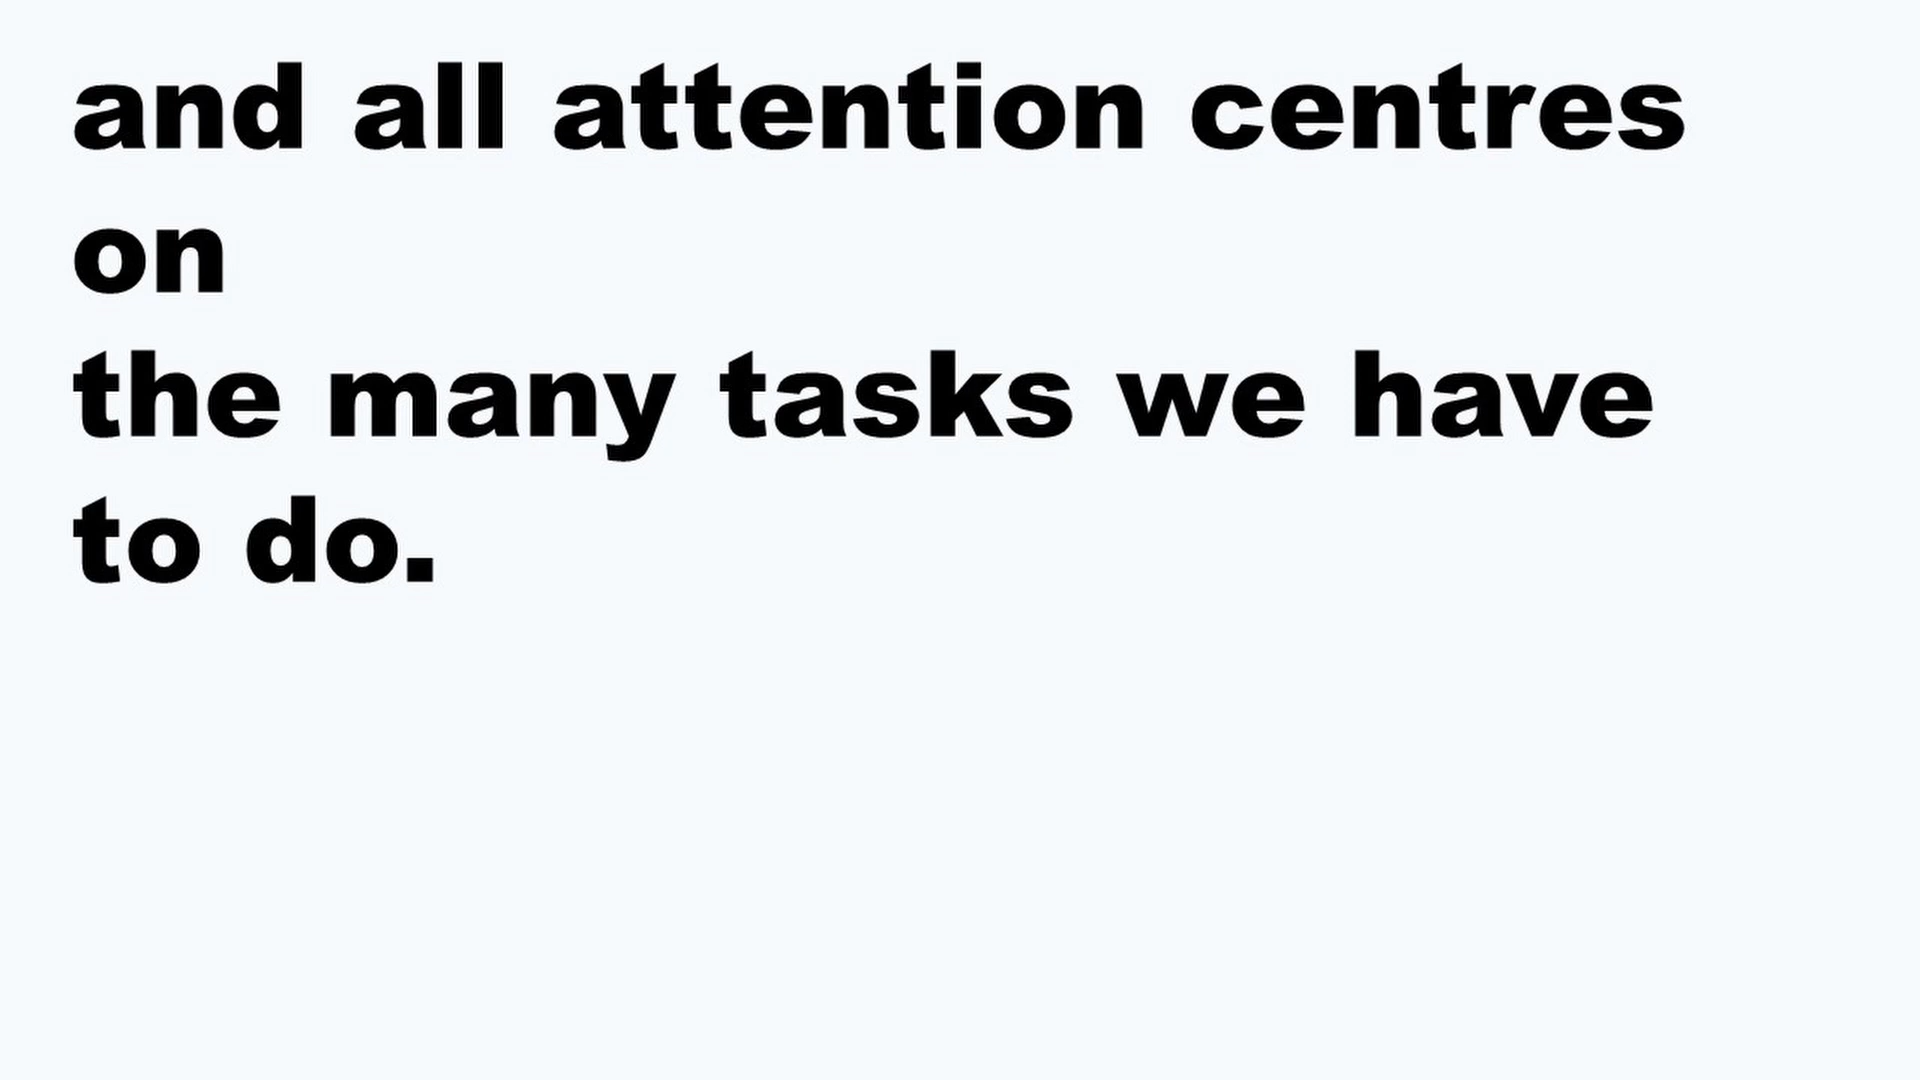 and all attention centres
on
the many tasks we have
to do.